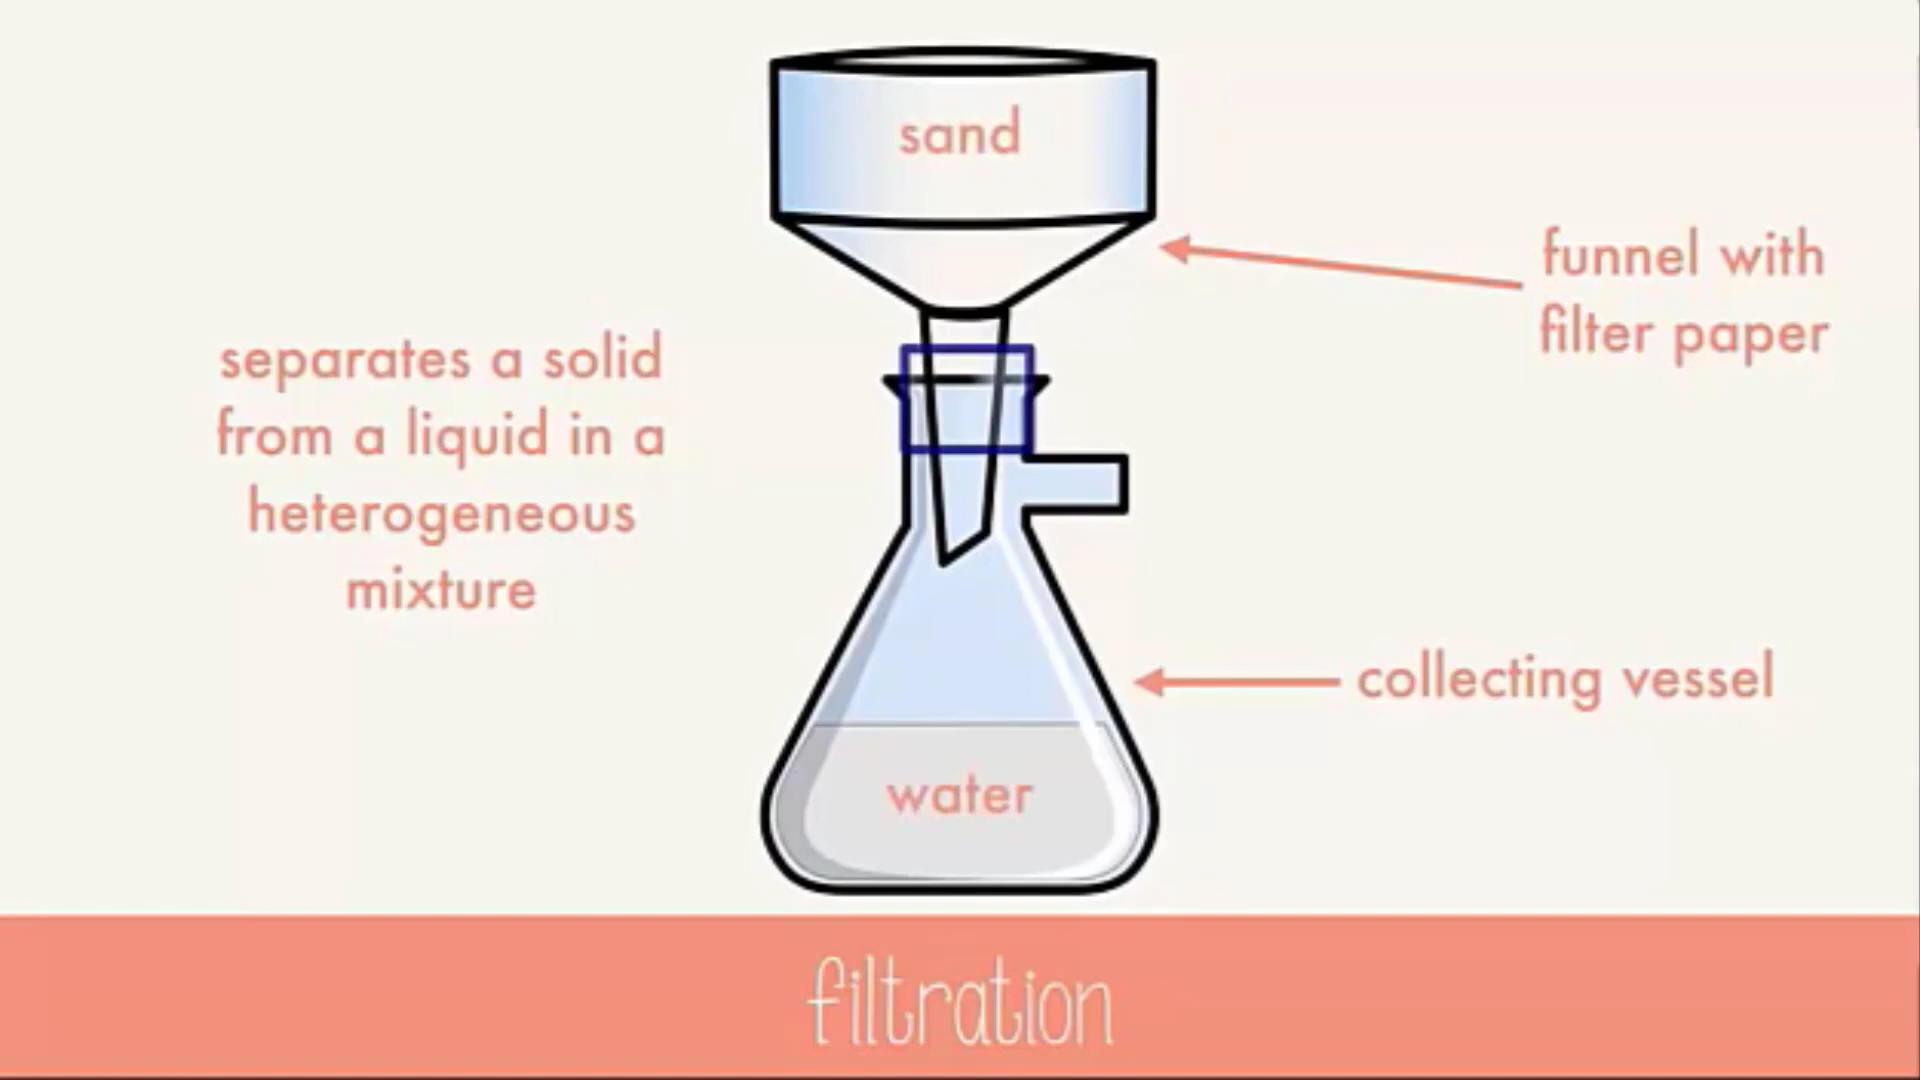 sand
funnel with
filter paper
separates a solid
from a liquid in a
heterogeneous
mixture
collecting vessel
water
filtration